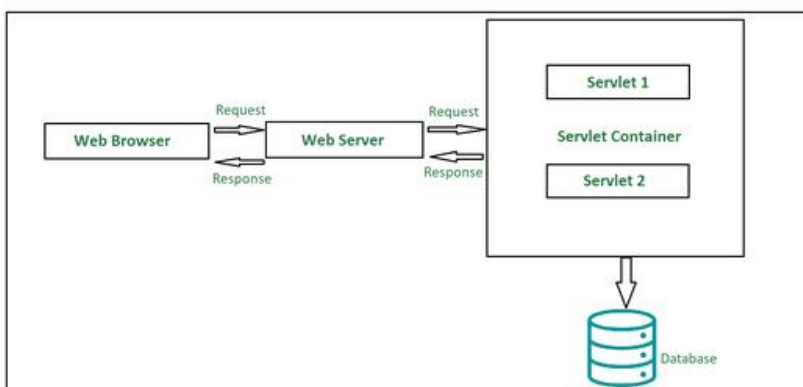 Servlet 1
Request
Request
Web Browser
Web Server
Servlet Container
Response
Response
Servlet 2
Database